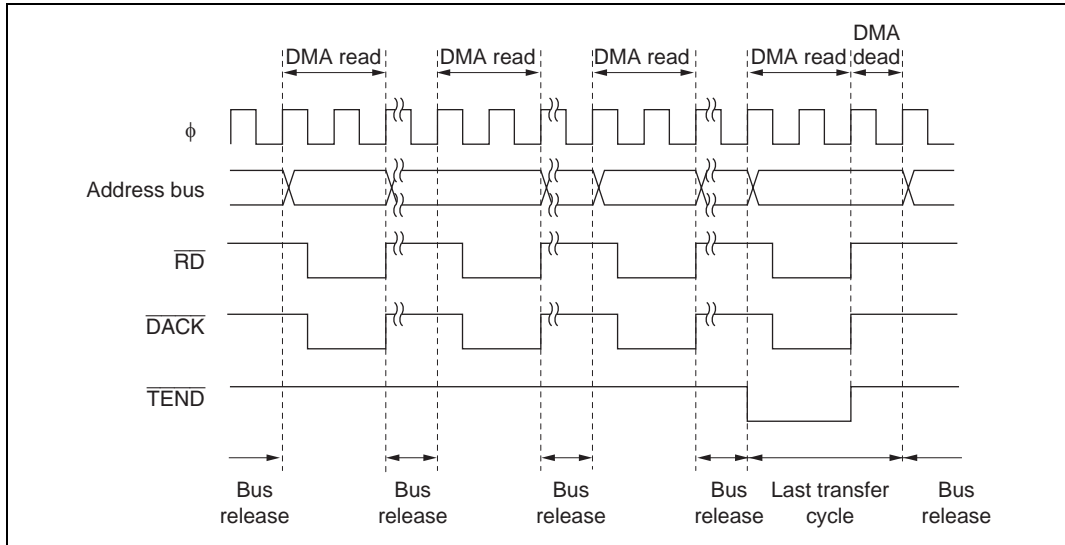 DMA read
DMA read
DMA read
DMA read
DMA
dead
φ
Address bus
RD
DACK
TEND
Bus
release
Bus
release
Bus
release
Bus
release
Last transfer
cycle
Bus
release